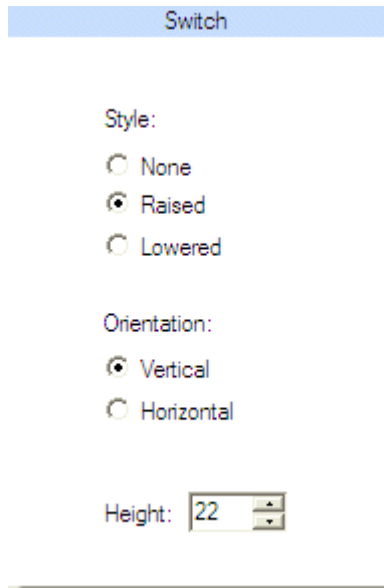 Switch
Style:
None
Raised
Lowered
Orientation:
Vertical
Horizontal
Height: 22